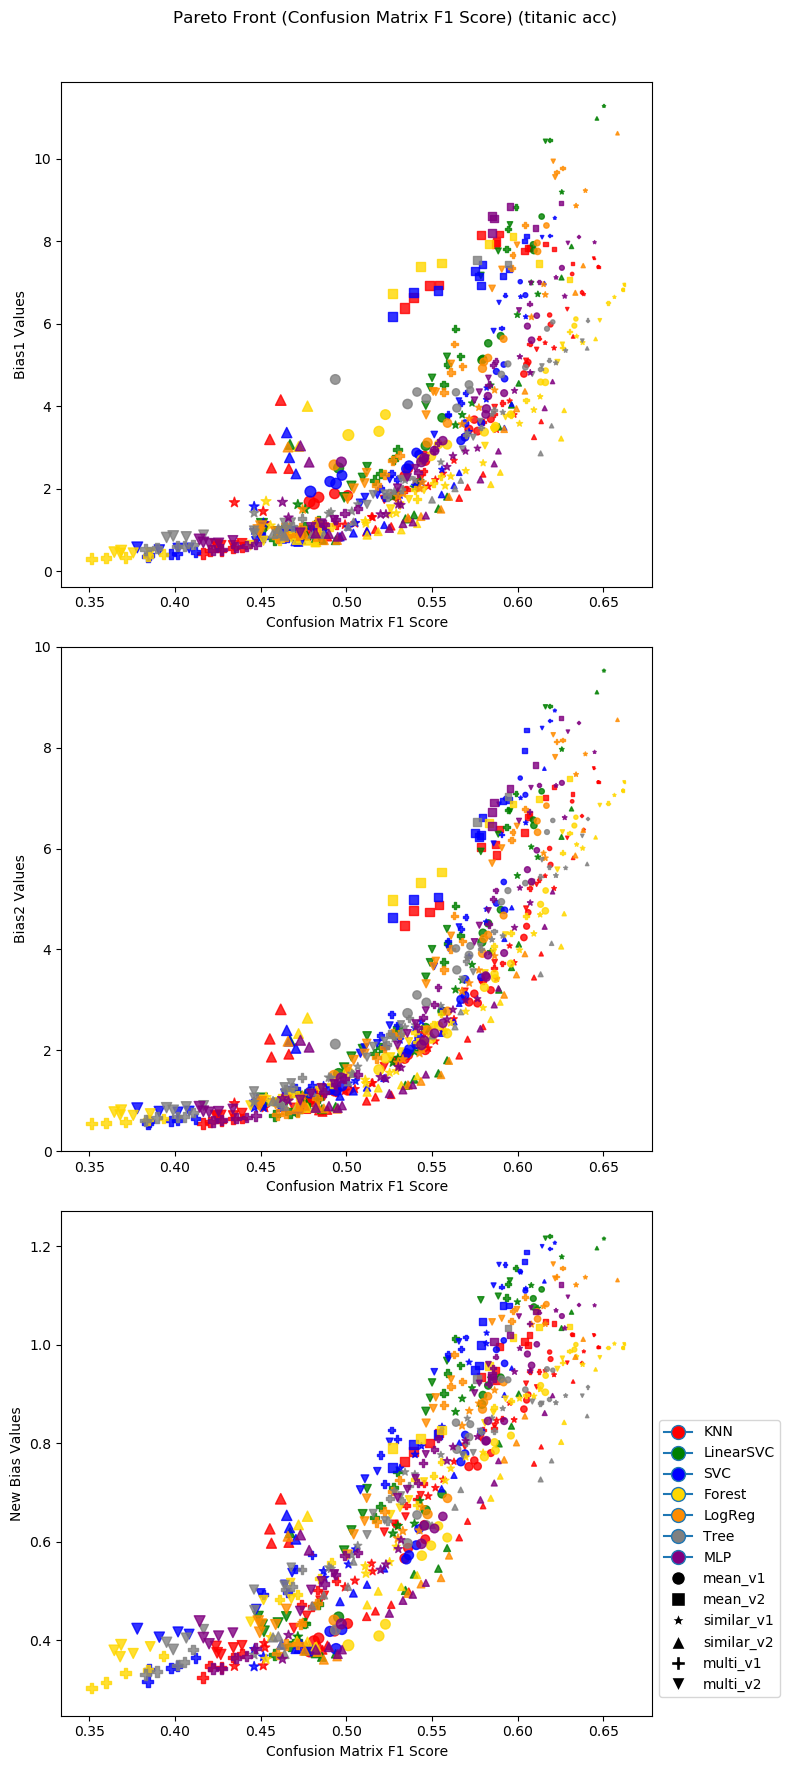 Pareto Front (Confusion Matrix F1 Score) (titanic acc)
10
8
6
4
2
0
Bias1 Values
0.35 0.40 0.45 0.50 0.55 0.60 0.65
Confusion Matrix F1 Score
10
8
6
4
2
0
Bias2 Values
0.35 0.40 0.45 0.50 0.55 0.60 0.65
Confusion Matrix F1 Score
1.2
1.0
0.8
0.6
0.4
New Bias Values
0.35 0.40 0.45 0.50 0.55 0.60 0.65
Confusion Matrix F1 Score
KNN
LinearSVC
SVC
Forest
LogReg
Tree
MLP
mean_v1
mean_v2
similar_v1
similar_v2
multi_v1
multi_v2